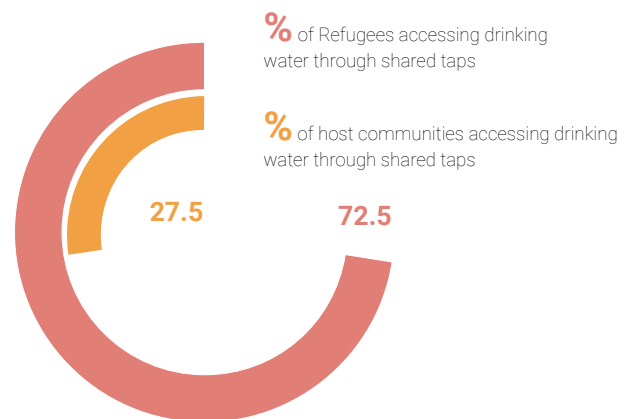 % of Refugees accessing drinking
water through shared taps
% of host communities accessing drinking
water through shared taps
27.5
72.5